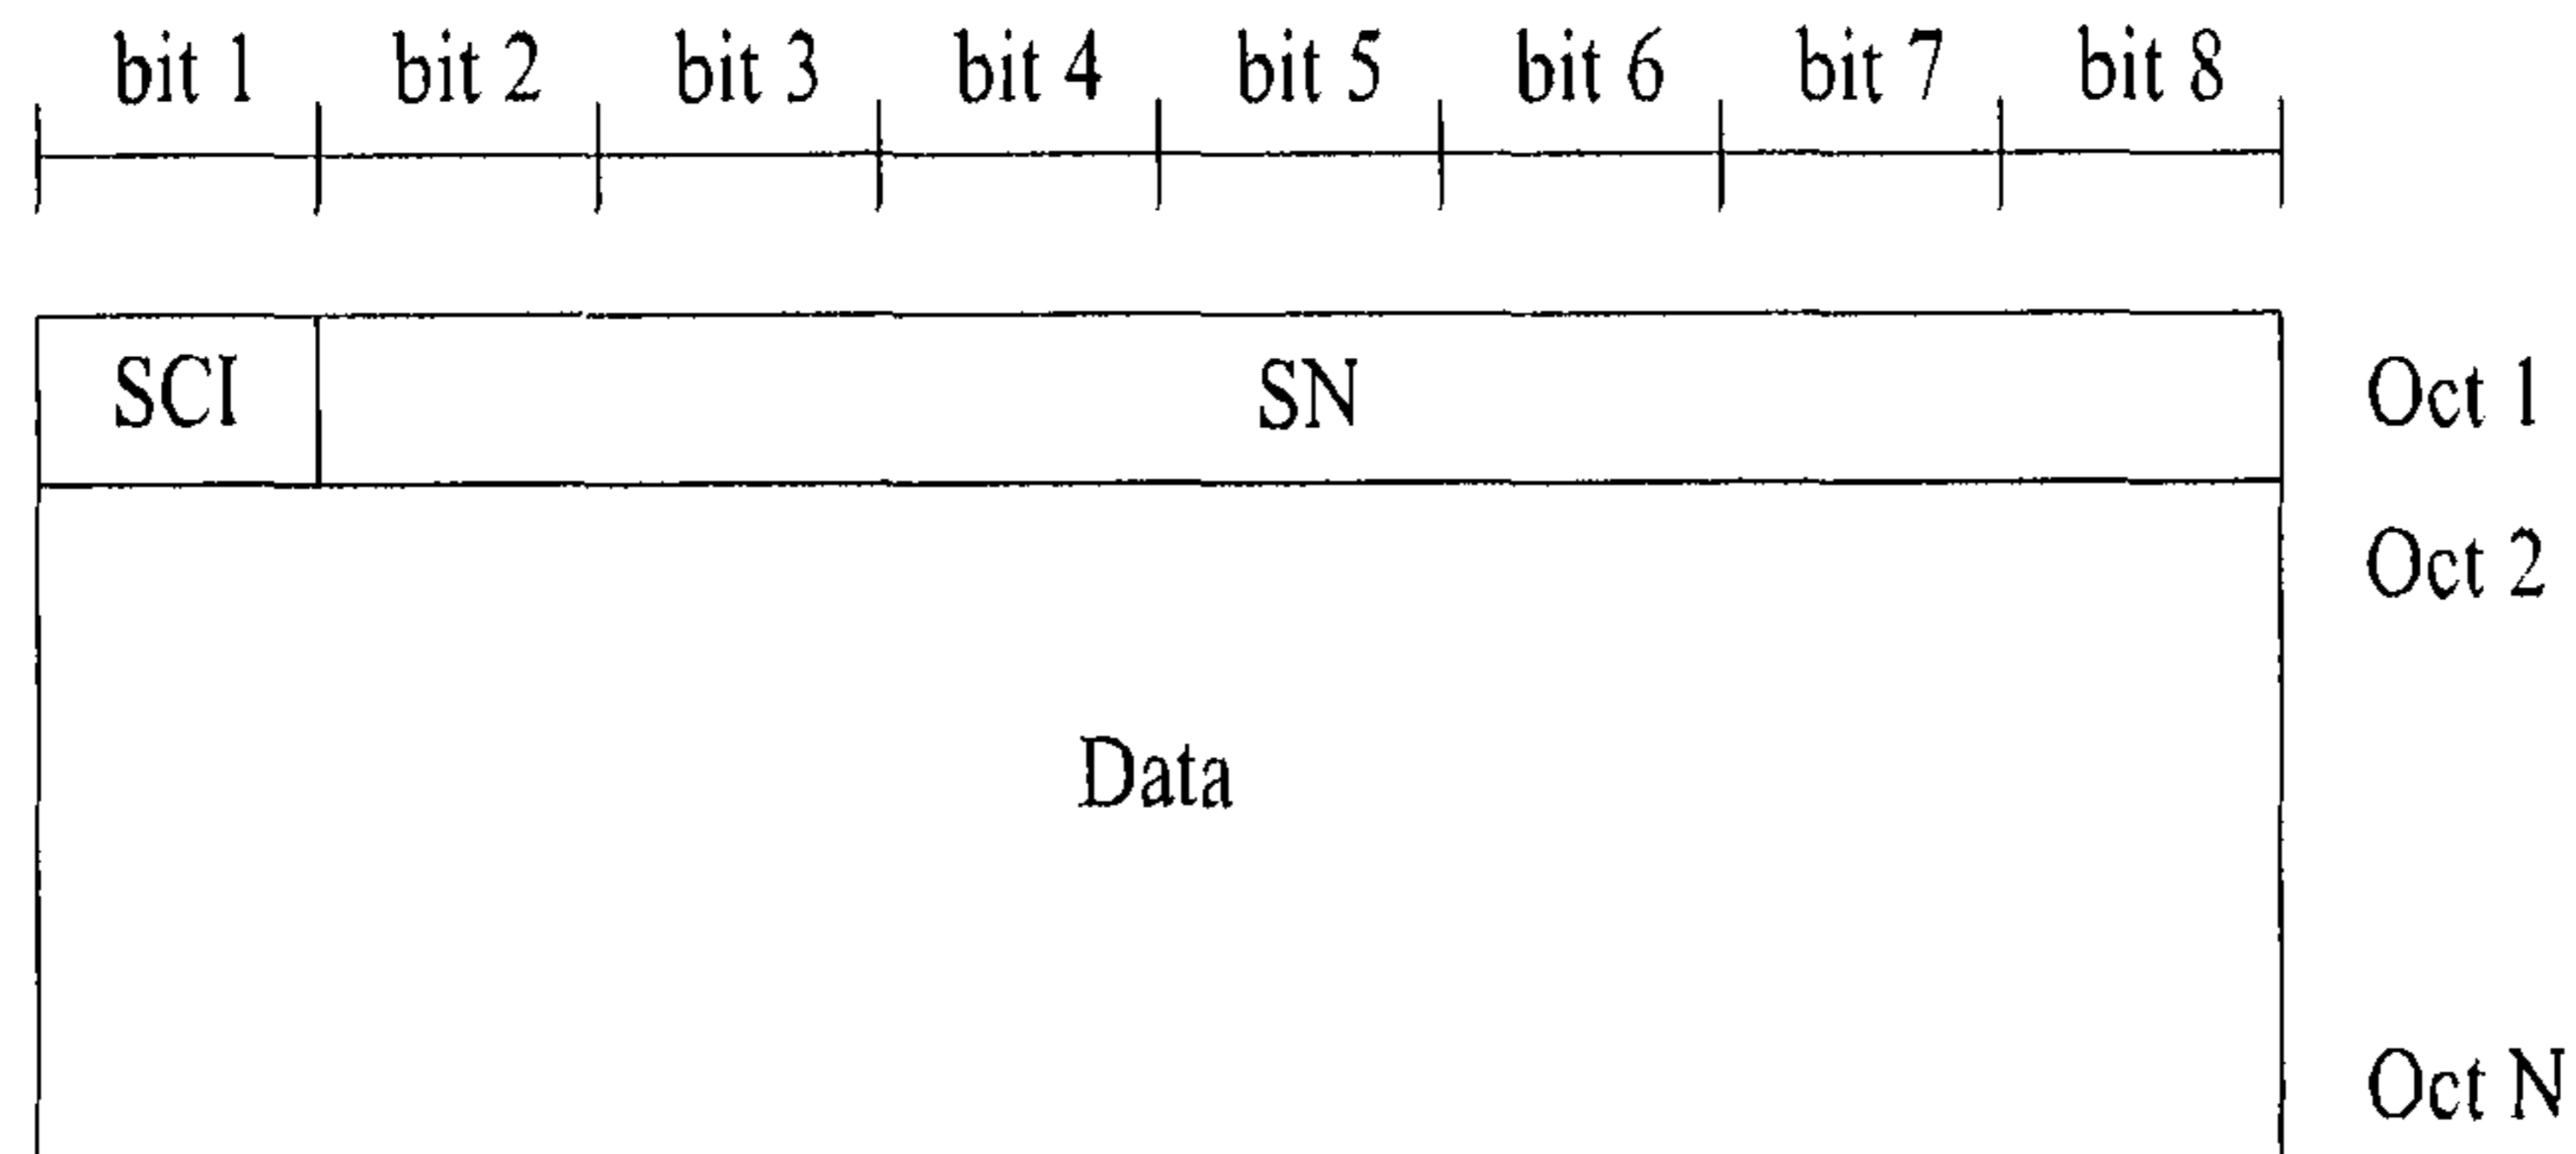 bit 1 bit 2 bit 3 bit 4 bit 5 bit 6 bit 7 bit 8
SCI SN Oct 1
Oct 2
Data
Oct N